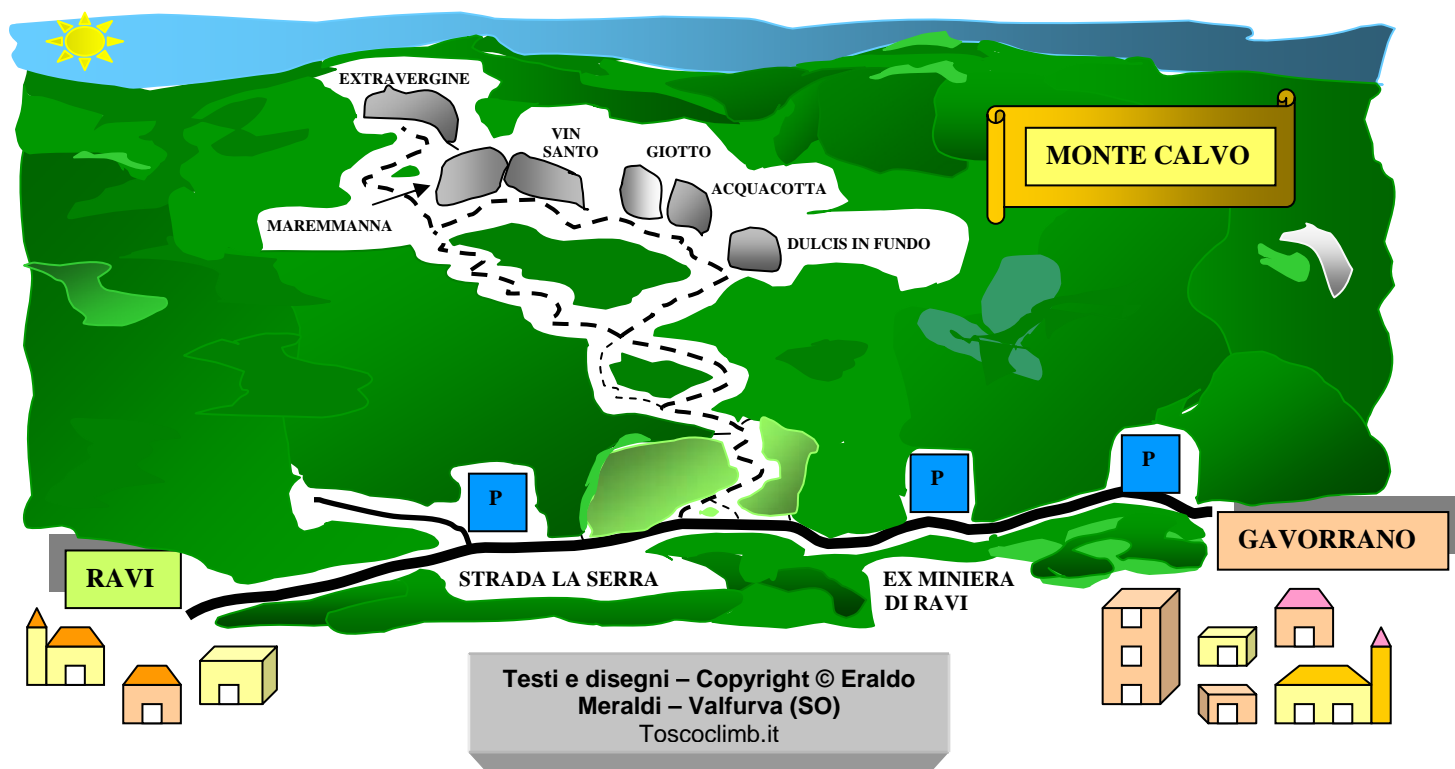 EXTRAVERGINE
VIN
SANTO
GIOTTO
MONTE CALVO
ACQUACOTTA
MAREMMANNA
DULCIS IN FUNDO
P
P
P
GAVORRANO
RAVI
STRADA LA SERRA
EX MINIERA
DI RAVI
Testi e disegni – Copyright © Eraldo
Meraldi – Valfurva (SO)
Toscoclimb.it